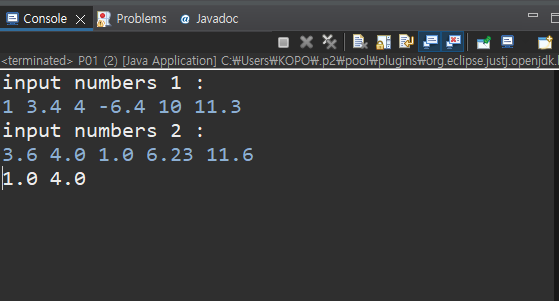 Console Problems Javadoc
<terminated> P01 (2) [Java Application] C:₩Users₩KOPO₩.p2₩pool₩plugins₩org.eclipse.justj.openjdk.l
input numbers 1 :
1 3.4 4 -6.4 10 11.3
input numbers 2 :
3.6 4.0 1.0 6.23 11.6
1.0 4.0